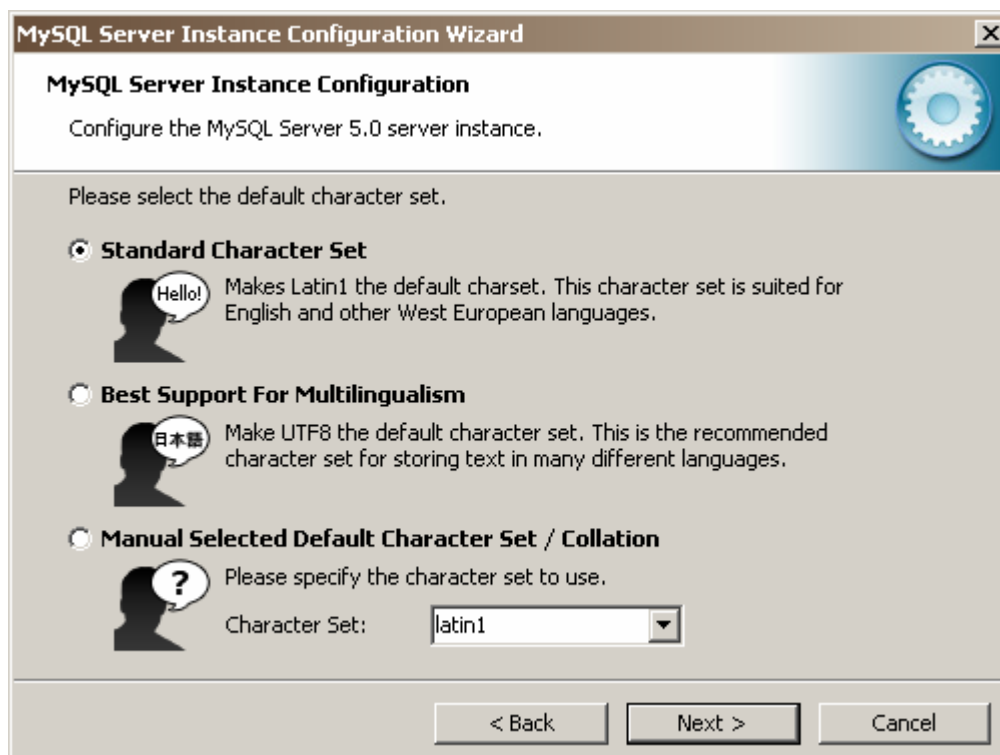 MySQL Server Instance Configuration Wizard
MySQL Server Instance Configuration
Configure the MySQL Server 5.0 server instance.
Please select the default character set.
Standard Character Set
Hello!
Makes Latin1 the default charset. This character set is suited for
English and other West European languages.
Best Support For Multilingualism
日本語
Make UTF8 the default character set. This is the recommended
character set for storing text in many different languages.
Manual Selected Default Character Set / Collation
?
Please specify the character set to use.
Character Set: latin1
< Back Next > Cancel